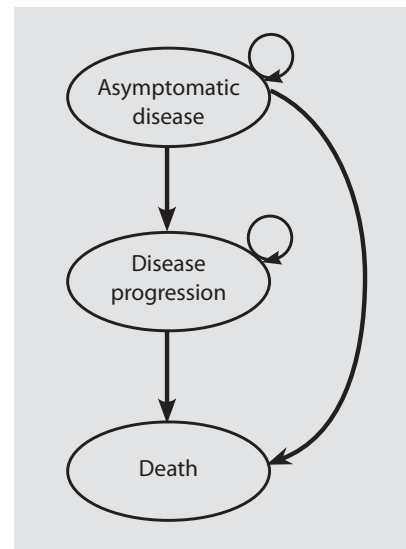 Asymptomatic
disease
Disease
progression
Death